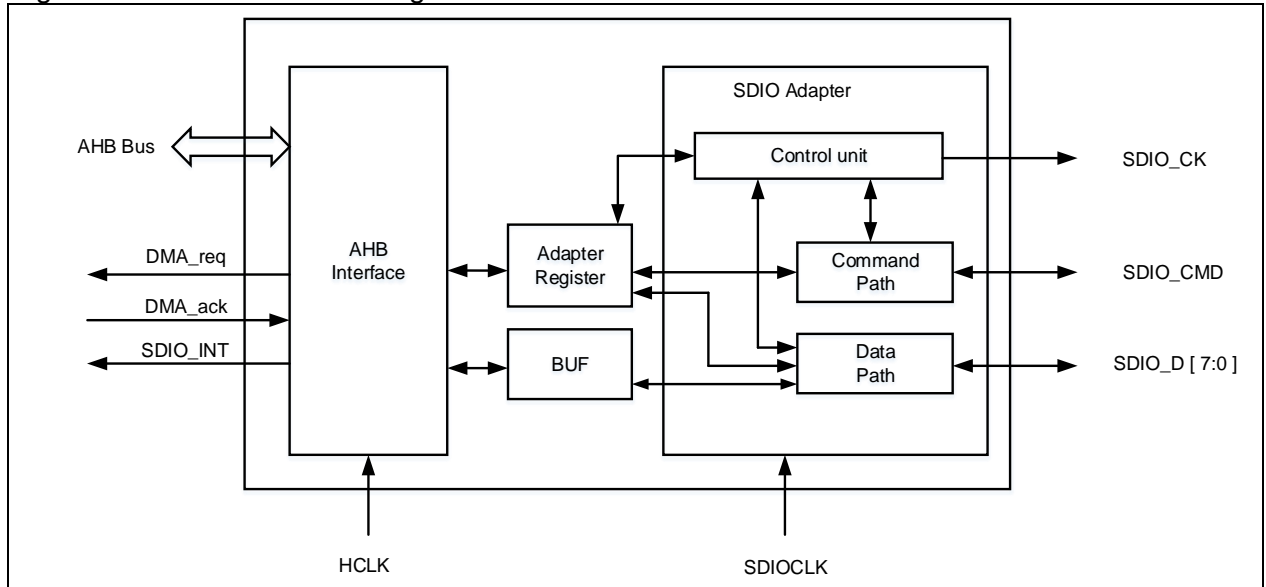 SDIO Adapter
Control unit
AHB Bus
SDIO_CK
AHB
Interface
Adapter
Register
Command
Path
DMA_req
SDIO_CMD
DMA_ack
SDIO_INT
BUF
Data
Path
SDIO_D [ 7:0 ]
HCLK
SDIOCLK